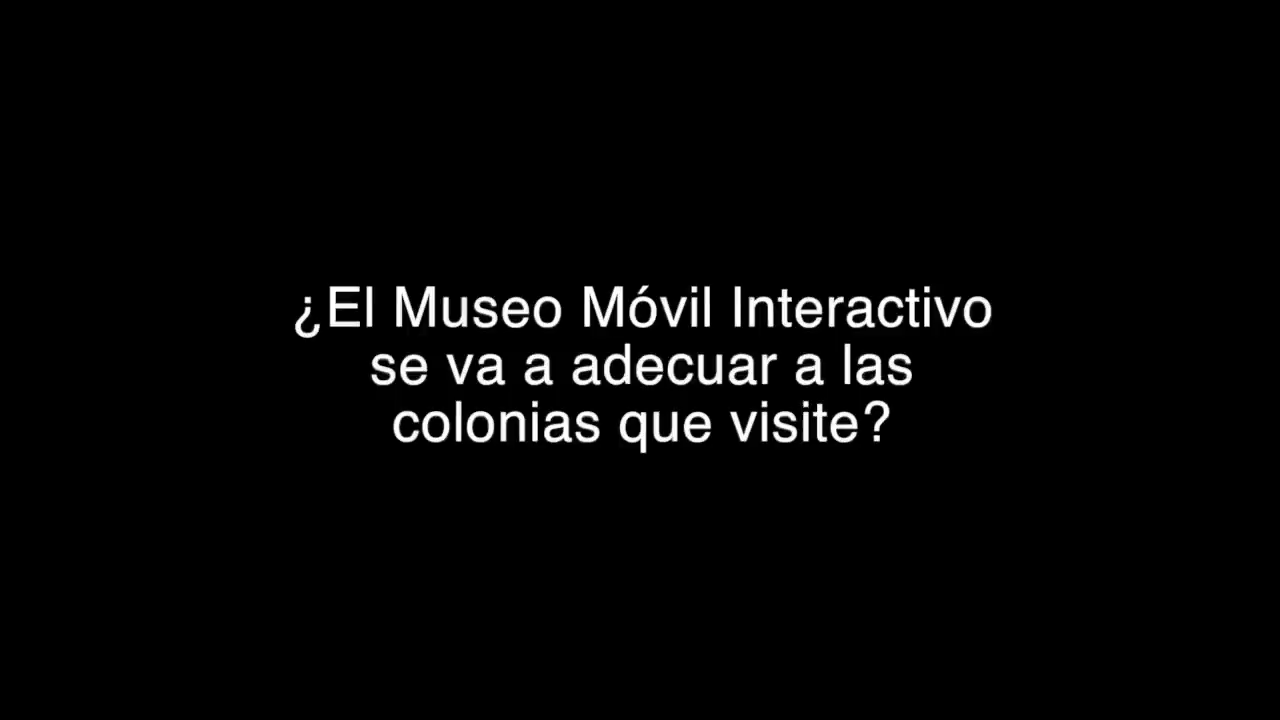 ¿El Museo Móvil Interactivo
se va a adecuar a las
colonias que visite?